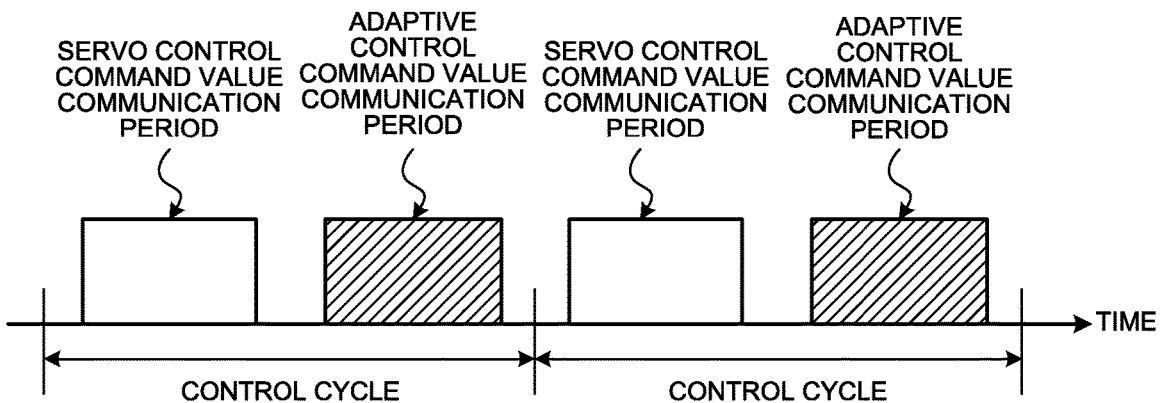 SERVO CONTROL
COMMAND VALUE
COMMUNICATION
PERIOD
ADAPTIVE
CONTROL
COMMAND VALUE
COMMUNICATION
PERIOD
SERVO CONTROL
COMMAND VALUE
COMMUNICATION
PERIOD
ADAPTIVE
CONTROL
COMMAND VALUE
COMMUNICATION
PERIOD
TIME
CONTROL CYCLE
CONTROL CYCLE